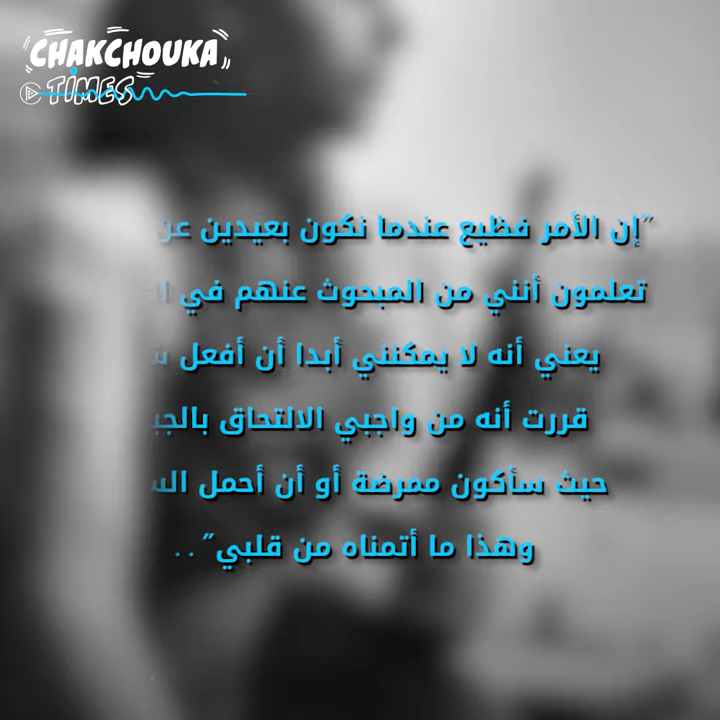 CHAKCHOUKA
TIMES
"إن الأمر فظيع عندما نكون بعيدين عن
تعلمون أنني من المبحوث عنهم في
يعني أنه لا يمكنني أبدا أن أفعل
قررت أنه من واجبي الالتحاق
حيث سأكون ممرضة أو أن أحمل
وهذا ما أتمناه من قلبي"..